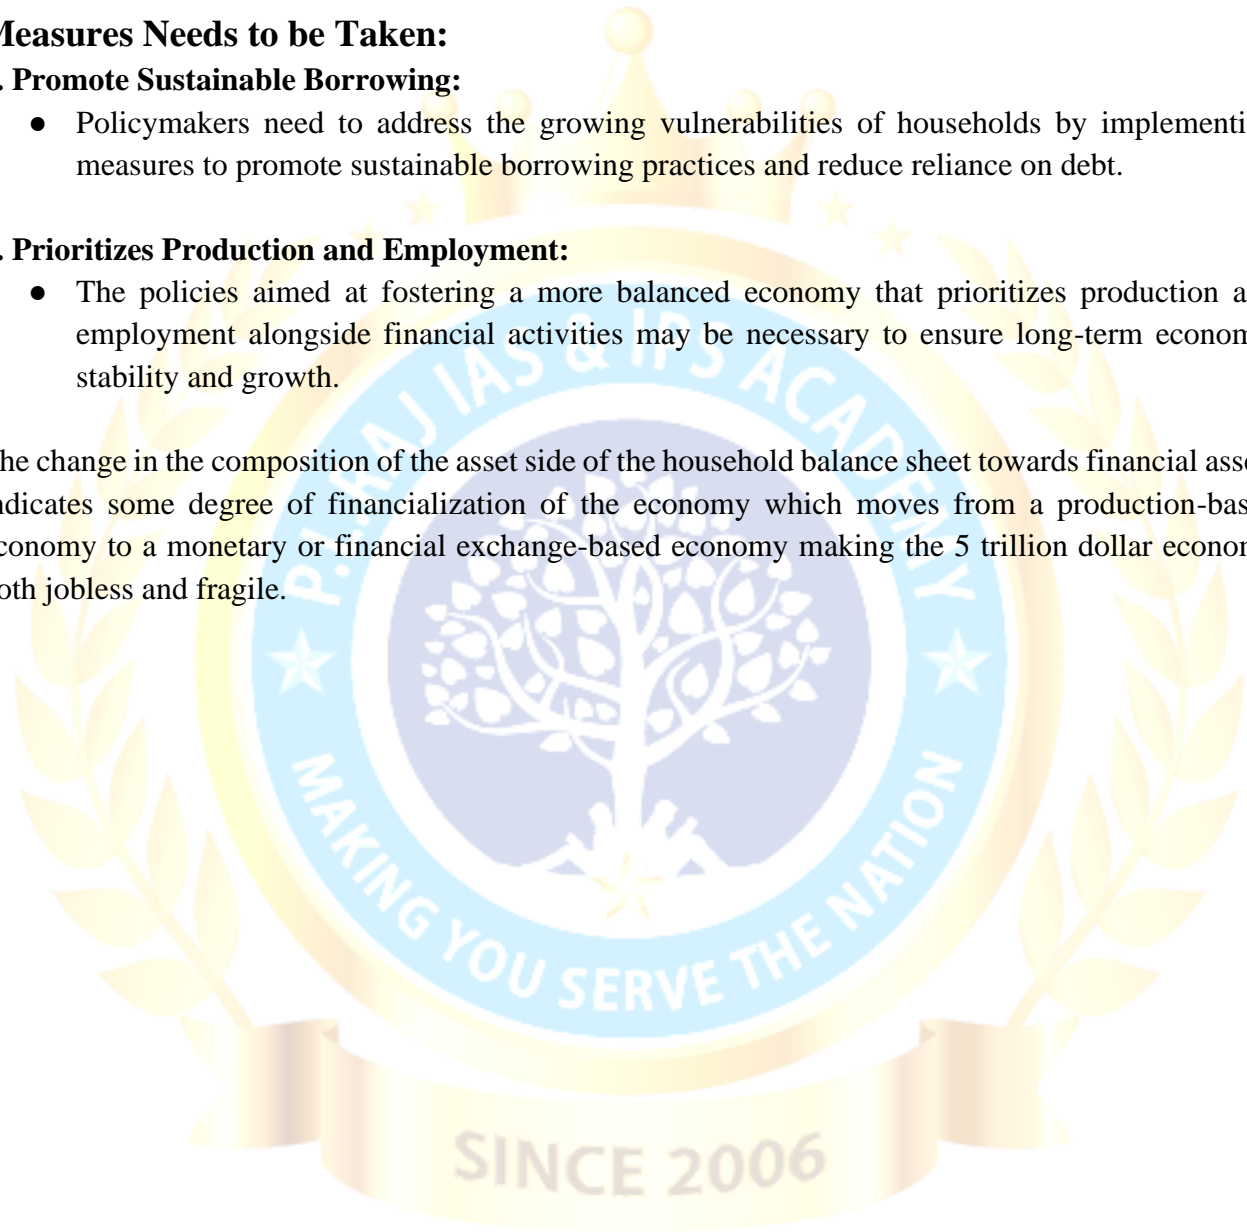 Measures Needs to be Taken:
. Promote Sustainable Borrowing:
● Policymakers need to address the growing vulnerabilities of households by implementi
measures to promote sustainable borrowing practices and reduce reliance on debt.
. Prioritizes Production and Employment:
● The policies aimed at fostering a more balanced economy that prioritizes production a
employment alongside financial activities may be necessary to ensure long-term econom
stability and growth.
he change in the composition of the asset side of the household balance sheet towards financial asse
ndicates some degree of financialization of the economy which moves from a production-bas
conomy to a monetary or financial exchange-based economy making the 5 trillion dollar econom
oth jobless and fragile.
P.L.RAJ IAS & IPS ACADEMY
MAKING YOU SERVE THE NATION
SINCE 2006